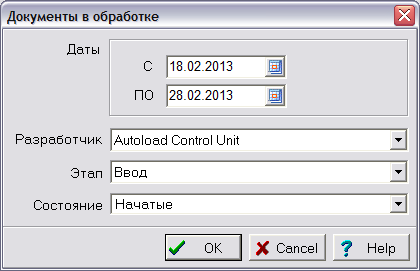 Документы в обработке
Даты
С 18.02.2013
ПО 28.02.2013
Разработчик Autoload Control Unit
Этап Ввод
Состояние Начатые
OK Cancel Help